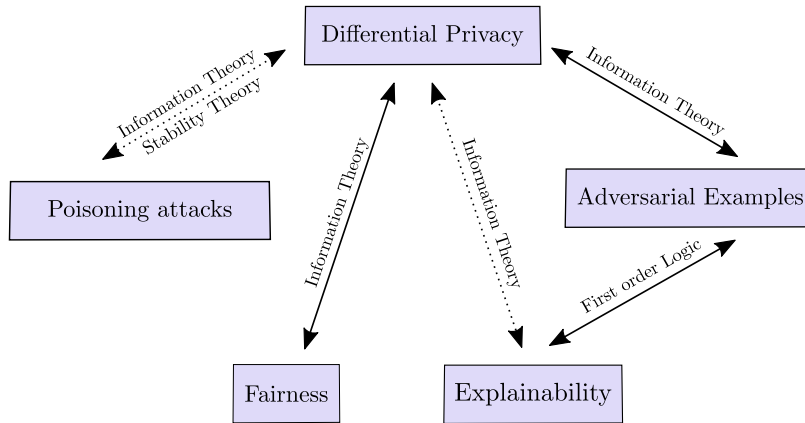 Differential Privacy
Information Theory
Stability Theory
Information Theory
Poisoning attacks
Adversarial Examples
Information Theory
Information Theory
First order Logic
Fairness
Explainability